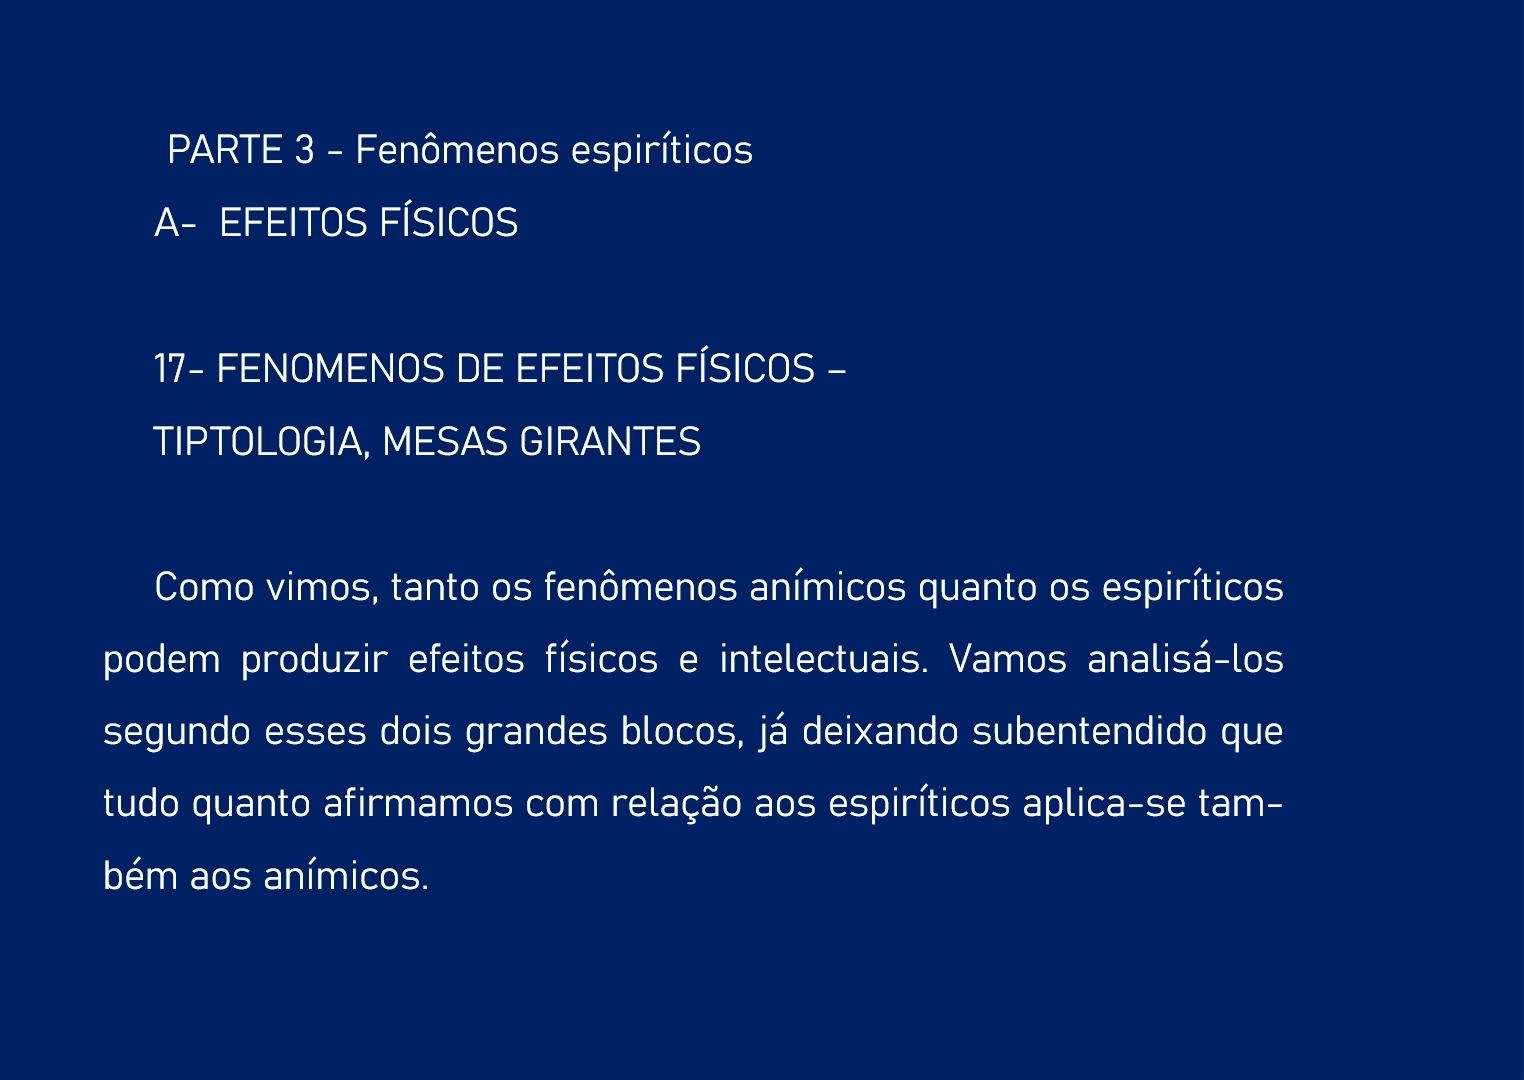 PARTE 3 - Fenômenos espiríticos
A- EFEITOS FÍSICOS
17- FENOMENOS DE EFEITOS FÍSICOS –
TIPTOLOGIA, MESAS GIRANTES
Como vimos, tanto os fenômenos anímicos quanto os espiríticos
podem produzir efeitos físicos e intelectuais. Vamos analisá-los
segundo esses dois grandes blocos, já deixando subentendido que
tudo quanto afirmamos com relação aos espiríticos aplica-se tam-
bém aos anímicos.